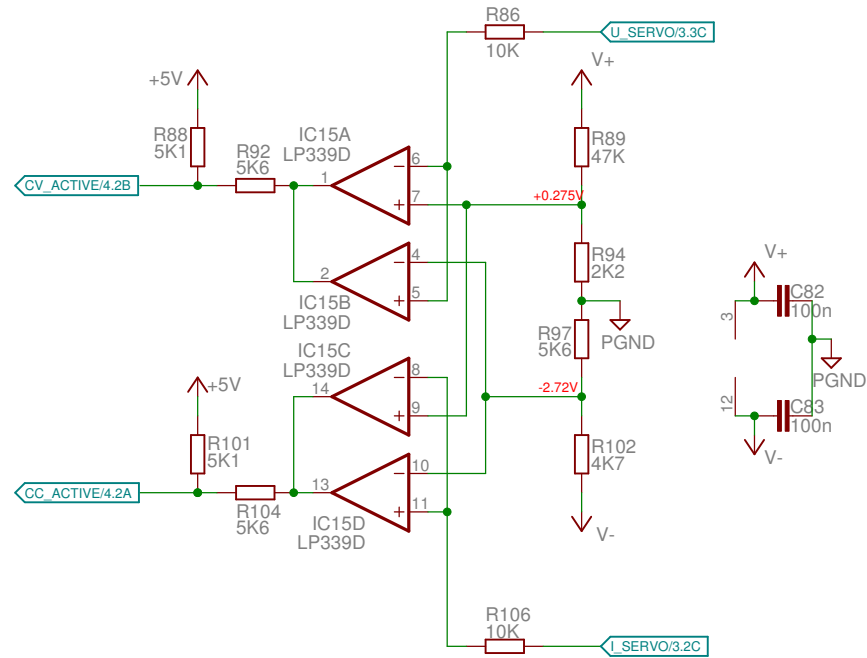 R86
10K
U_SERVO/3.3C
V+
+5V
R88
5K1
R92
5K6
IC15A
LP339D
6
7
1
R89
47K
CV_ACTIVE/4.2B
+0.275V
R94
2K2
4
5
2
IC15B
LP339D
V+
C82
100n
3
PGND
R97
5K6
PGND
IC15C
LP339D
8
9
14
+5V
-2.72V
12
C83
100n
V-
R101
5K1
R102
4K7
10
11
13
CC_ACTIVE/4.2A
R104
5K6
IC15D
LP339D
V-
R106
10K
I_SERVO/3.2C